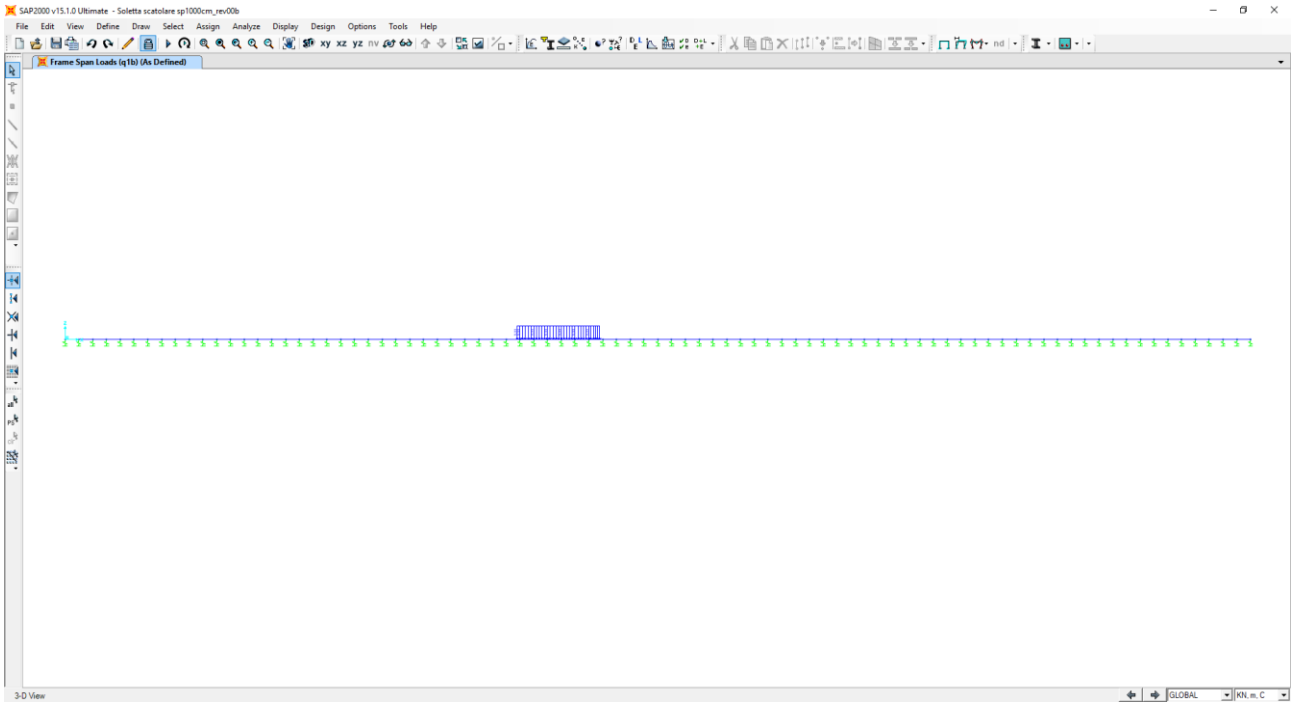 SAP2000 v15.1.0 Ultimate - Soletta scatolare sp1000cm_rev00b
File Edit View Define Draw Select Assign Analyze Display Design Options Tools Help
xy xz yz nv nd
Frame Span Loads (q1b) (As Defined)
3-D View GLOBAL KN, m, C